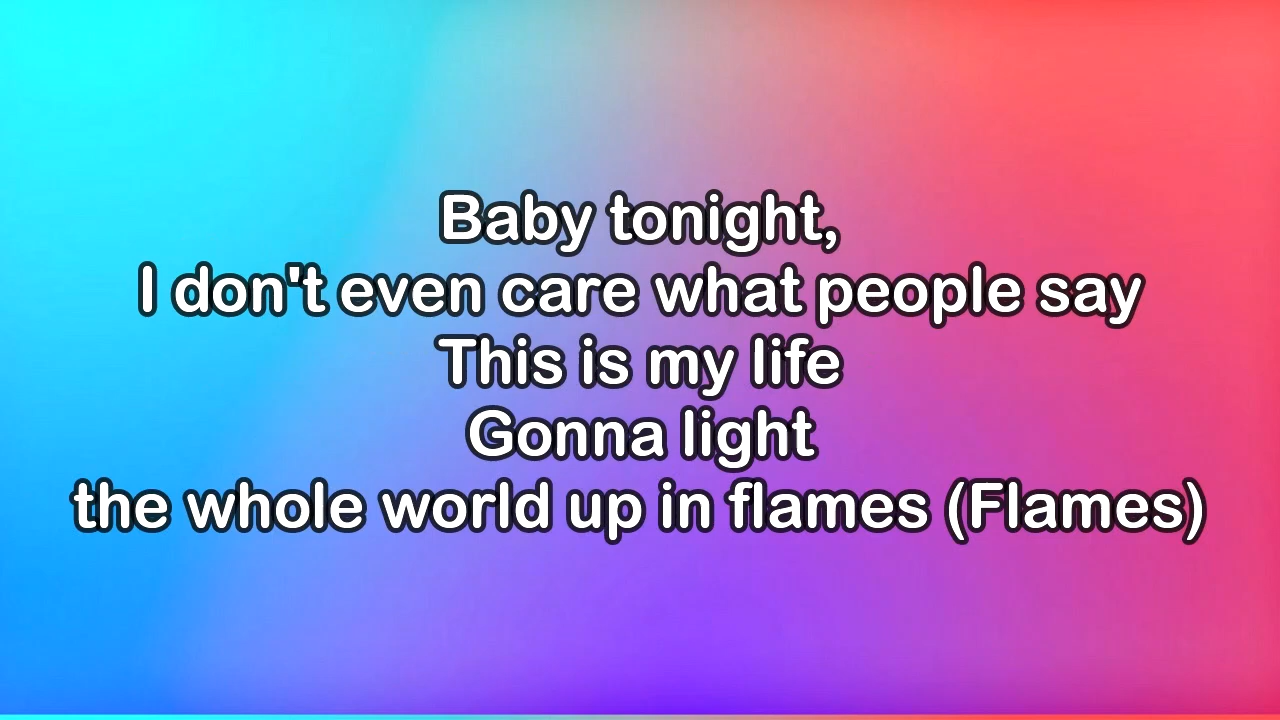 Baby tonight,
I don't even care what people say
This is my life
Gonna light
the whole world up in flames (Flames)